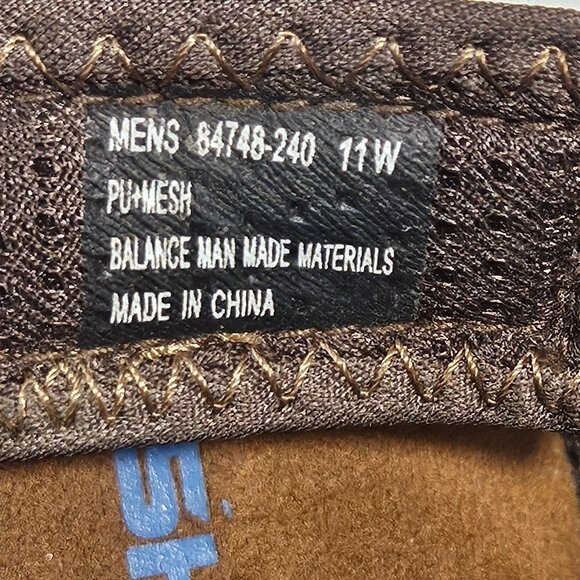 MENS 84748-240 11W
PU+MESH
BALANCE MAN MADE MATERIALS
MADE IN CHINA